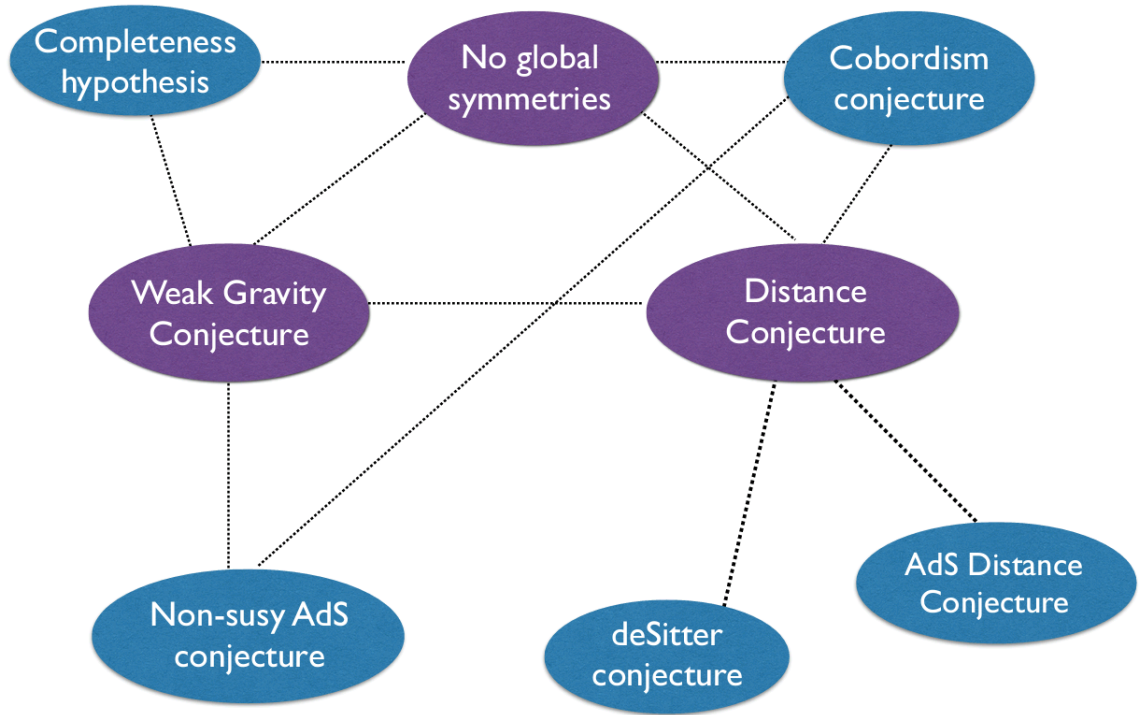 Completeness
hypothesis
No global
symmetries
Cobordism
conjecture
Weak Gravity
Conjecture
Distance
Conjecture
Non-susy AdS
conjecture
deSitter
conjecture
AdS Distance
Conjecture